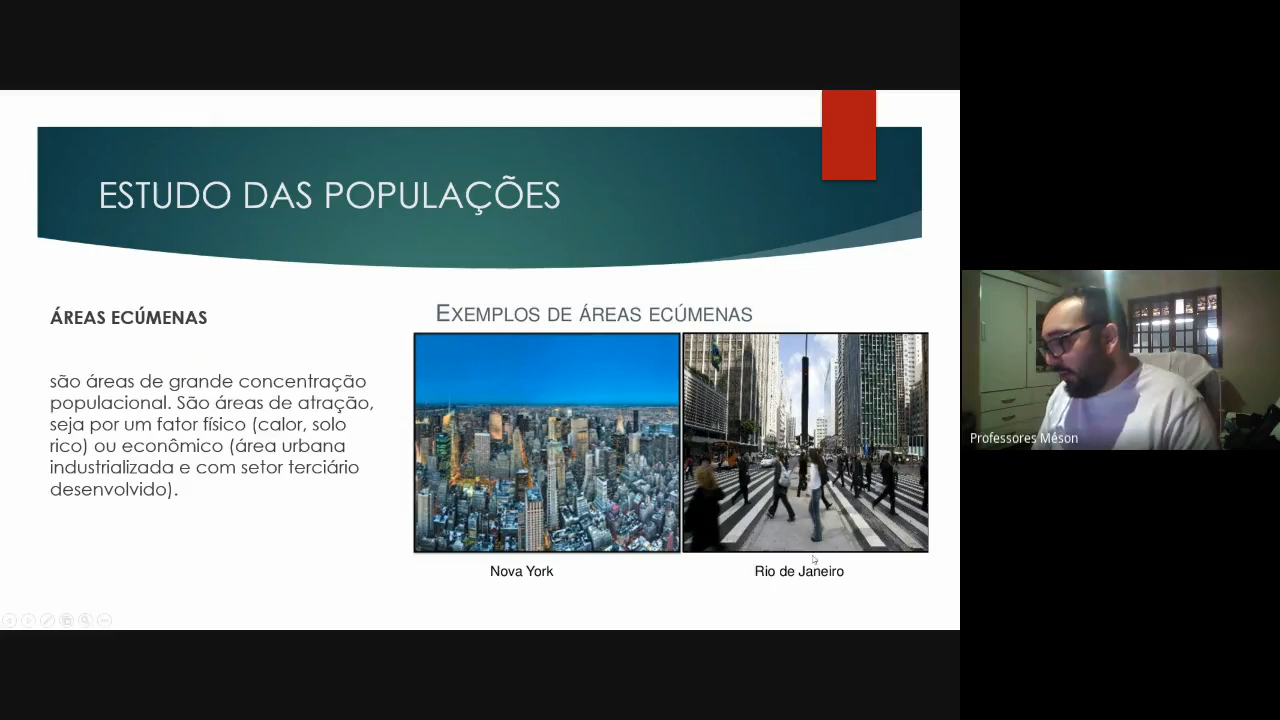 ESTUDO DAS POPULAÇÕES
ÁREAS ECÚMENAS
são áreas de grande concentração
populacional. São áreas de atração,
seja por um fator físico (calor, solo
rico) ou econômico (área urbana
industrializada e com setor terciário
desenvolvido).
EXEMPLOS DE ÁREAS ECÚMENAS
Nova York
Rio de Janeiro
Professores Méson